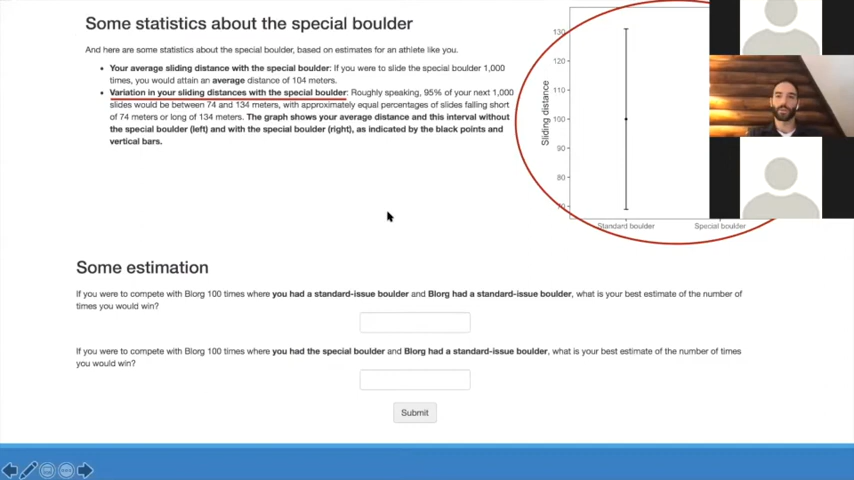 Some statistics about the special boulder
And here are some statistics about the special boulder, based on estimates for an athlete like you.
• Your average sliding distance with the special boulder: If you were to slide the special boulder 1,000
times, you would attain an average distance of 104 meters.
• Variation in your sliding distances with the special boulder: Roughly speaking, 95% of your next 1,000
slides would be between 74 and 134 meters, with approximately equal percentages of slides falling short
of 74 meters or long of 134 meters. The graph shows your average distance and this interval without
the special boulder (left) and with the special boulder (right), as indicated by the black points and
vertical bars.
Sliding distance
130
120
110
100
90
80
Standard boulder
Special boulder
Some estimation
If you were to compete with Blorg 100 times where you had a standard-issue boulder and Blorg had a standard-issue boulder, what is your best estimate of the number of
times you would win?
If you were to compete with Blorg 100 times where you had the special boulder and Blorg had a standard-issue boulder, what is your best estimate of the number of times
you would win?
Submit